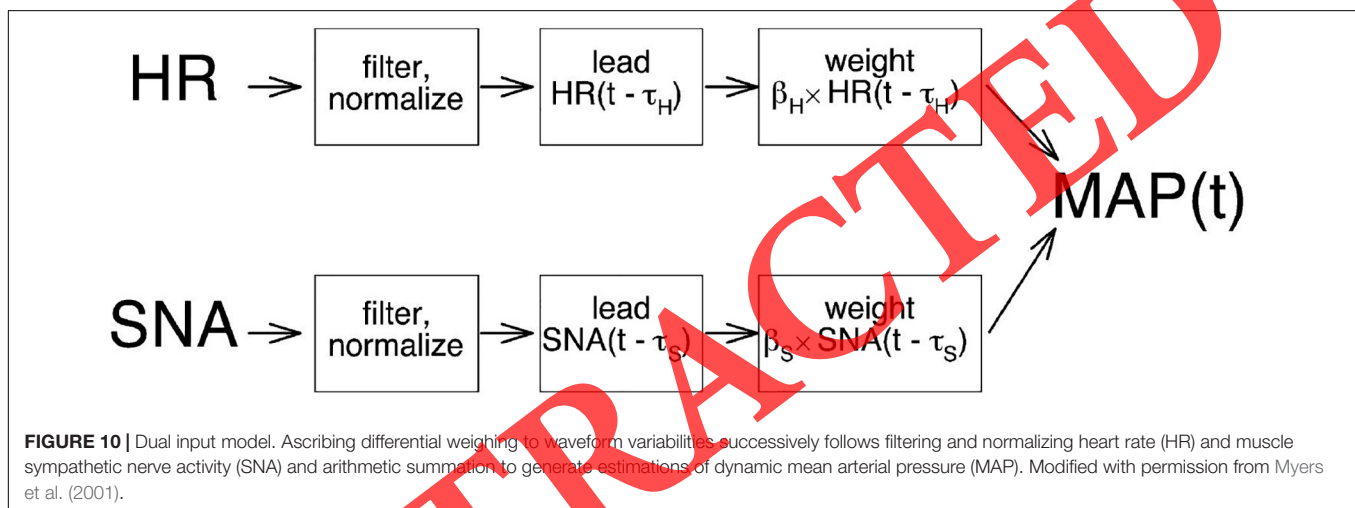 HR
filter,
normalize
lead
HR(t - τH)
weight
βH× HR(t - τH)
MAP(t)
SNA
filter,
normalize
lead
SNA(t - τS)
weight
βS× SNA(t - τS)
FIGURE 10 | Dual input model. Ascribing differential weighing to waveform variabilities successively follows filtering and normalizing heart rate (HR) and muscle
sympathetic nerve activity (SNA) and arithmetic summation to generate estimations of dynamic mean arterial pressure (MAP). Modified with permission from Myers
et al. (2001).
TRACTED